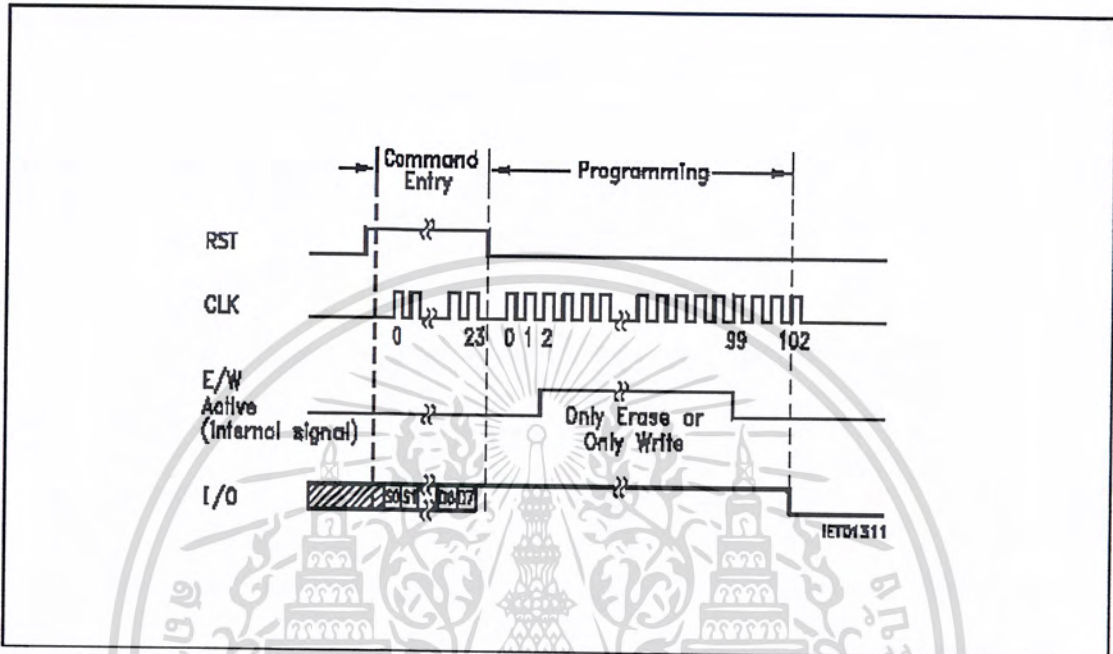 Command
Entry
Programming
RST
CLK
0 23 0 1 2 99 102
E/W
Active
(Internal signal)
Only Erase or
Only Write
I/O
S0 S1 D6 D7
IET01311